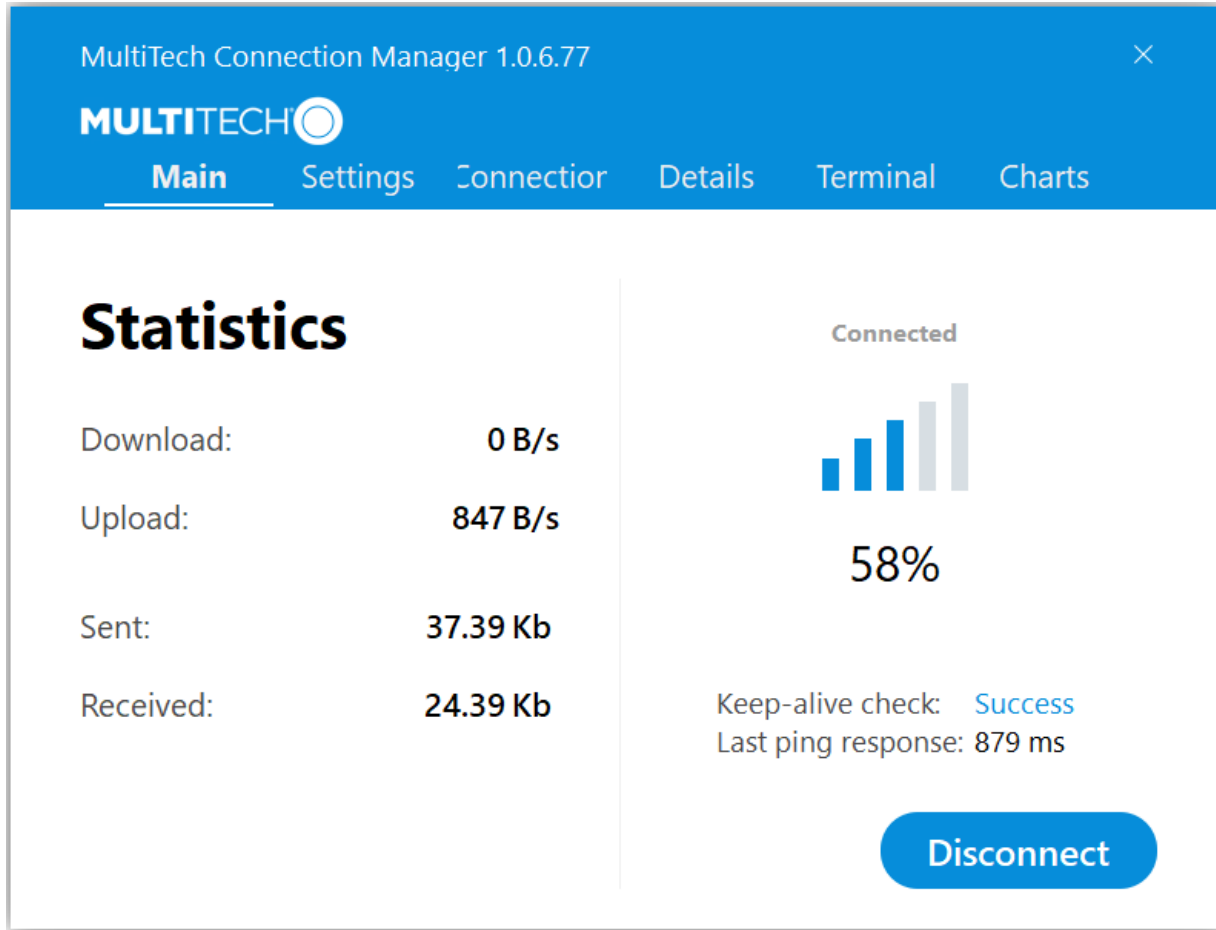 MultiTech Connection Manager 1.0.6.77
MULTITECH
Main Settings Connection Details Terminal Charts
Statistics
Download: 0 B/s
Upload: 847 B/s
Sent: 37.39 Kb
Received: 24.39 Kb
Connected
58%
Keep-alive check: Success
Last ping response: 879 ms
Disconnect